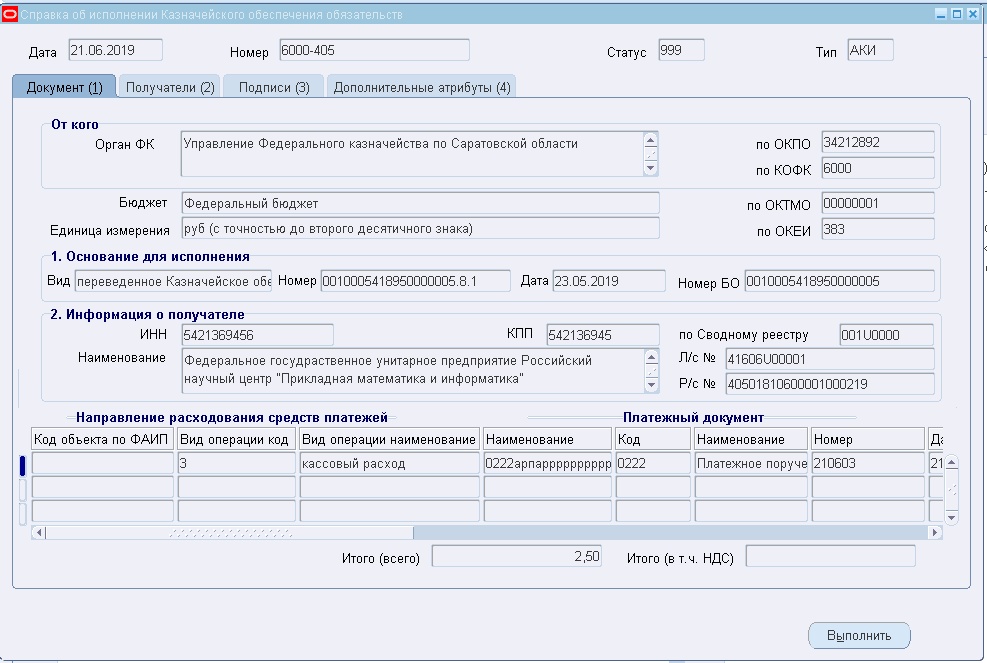 Справка об исполнении Казначейского обеспечения обязательств
Дата 21.06.2019 Номер 6000-405 Статус 999 Тип АКИ
Документ (1) Получатели (2) Подписи (3) Дополнительные атрибуты (4)
От кого
Орган ФК Управление Федерального казначейства по Саратовской области по ОКПО 34212892
по КОФК 6000
Бюджет Федеральный бюджет по ОКТМО 00000001
Единица измерения руб (с точностью до второго десятичного знака) по ОКЕИ 383
1. Основание для исполнения
Вид переведенное Казначейское обе Номер 0010005418950000005.8.1 Дата 23.05.2019 Номер БО 0010005418950000005
2. Информация о получателе
ИНН 5421369456 КПП 542136945 по Сводному реестру 001U0000
Наименование Федеральное госудраственное унитарное предприятие Российский Л/с № 41606U00001
научный центр "Прикладная математика и информатика" Р/с № 40501810600001000219
Направление расходования средств платежей Платежный документ
Код объекта по ФАИП Вид операции код Вид операции наименование Наименование Код Наименование Номер
3 кассовый расход 0222 Платежное поруче 210603 21
Итого (всего) 2,50 Итого (в т.ч. НДС)
Выполнить